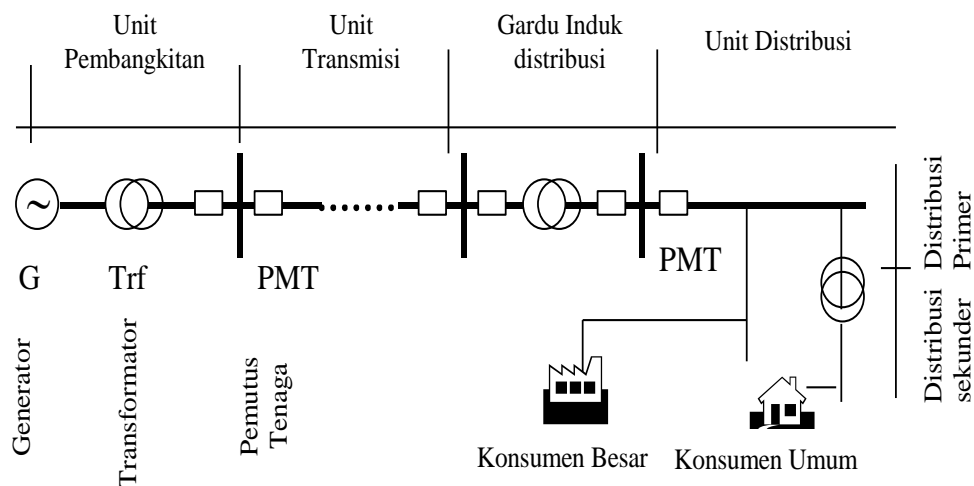 Unit
Pembangkitan
Unit
Transmisi
Gardu Induk
distribusi
Unit Distribusi
~
G
Trf
PMT
PMT
Generator
Transformator
Pemutus
Tenaga
Distribusi
Primer
Distribusi
sekunder
Konsumen Besar
Konsumen Umum